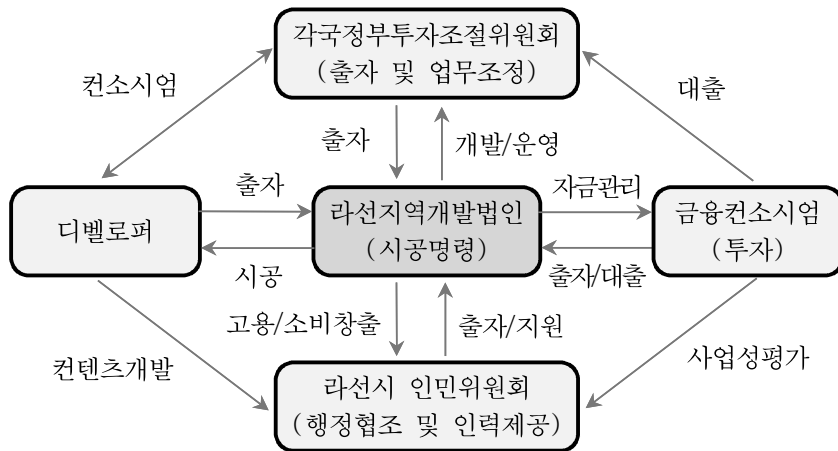 각국정부투자조절위원회
(출자 및 업무조정)
컨소시엄
대출
출자
개발/운영
출자
자금관리
디벨로퍼
라선지역개발법인
(시공명령)
금융컨소시엄
(투자)
시공
출자/대출
고용/소비창출
출자/지원
컨텐츠개발
사업성평가
라선시 인민위원회
(행정협조 및 인력제공)